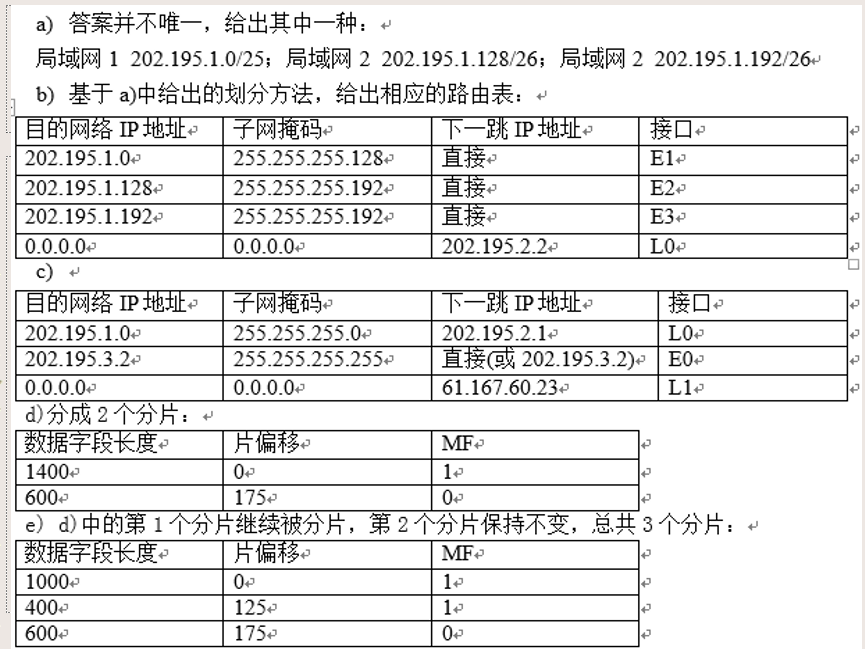 a) 答案并不唯一，给出其中一种：
局域网 1 202.195.1.0/25；局域网 2 202.195.1.128/26；局域网 2 202.195.1.192/26
b) 基于 a)中给出的划分方法，给出相应的路由表：
目的网络 IP 地址 子网掩码 下一跳 IP 地址 接口
202.195.1.0 255.255.255.128 直接 E1
202.195.1.128 255.255.255.192 直接 E2
202.195.1.192 255.255.255.192 直接 E3
0.0.0.0 0.0.0.0 202.195.2.2 L0
c)
目的网络 IP 地址 子网掩码 下一跳 IP 地址 接口
202.195.1.0 255.255.255.0 202.195.2.1 L0
202.195.3.2 255.255.255.255 直接(或 202.195.3.2) E0
0.0.0.0 0.0.0.0 61.167.60.23 L1
d)分成 2 个分片：
数据字段长度 片偏移 MF
1400 0 1
600 175 0
e) d)中的第 1 个分片继续被分片，第 2 个分片保持不变，总共 3 个分片：
数据字段长度 片偏移 MF
1000 0 1
400 125 1
600 175 0